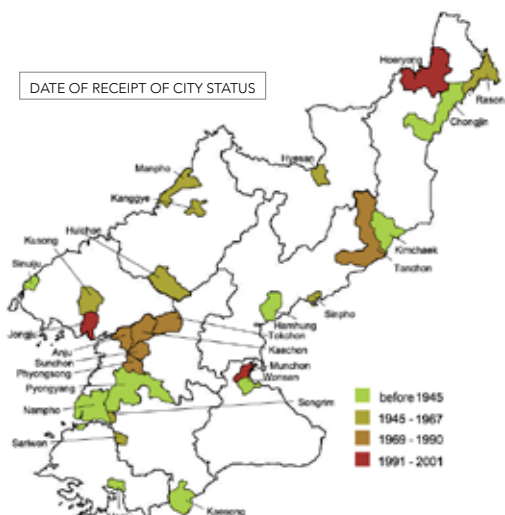 DATE OF RECEIPT OF CITY STATUS
Hoeryong
Rason
Chongjin
Hyesan
Manpho
Kanggye
Huichon
Kusong
Sinuiju
Kimchaek
Tanchon
Sinpho
Hamhung
Jongju
Tokchon
Anju
Kaechon
Sunchon
Phyongsong
Munchon
Wonsan
Pyongyang
Nampho
Songrim
Sariwon
Kaesong
before 1945
1945 - 1967
1969 - 1990
1991 - 2001